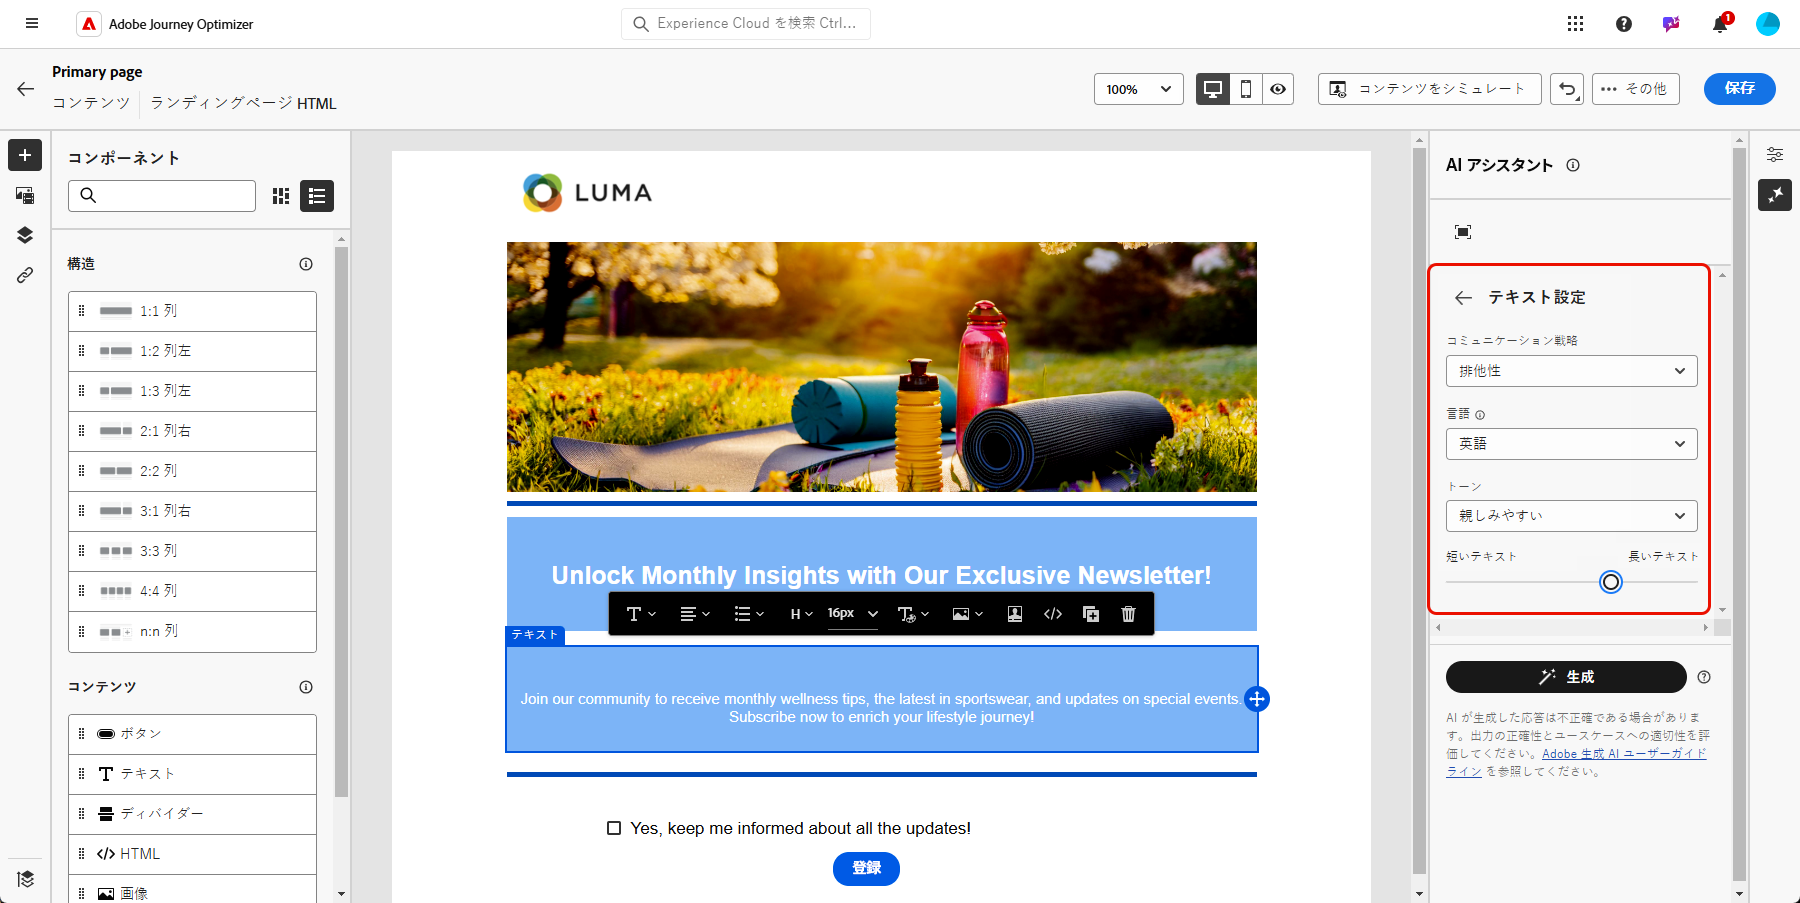 Adobe Journey Optimizer
Experience Cloud を検索 Ctrl...
1
Primary page
コンテンツ
ランディングページ HTML
100%
コンテンツをシミュレート
その他
保存
コンポーネント
構造
1:1 列
1:2 列左
1:3 列左
2:1 列右
2:2 列
3:1 列右
3:3 列
4:4 列
n:n 列
コンテンツ
ボタン
テキスト
ディバイダー
HTML
画像
LUMA
Unlock Monthly Insights with Our Exclusive Newsletter!
H
16px
テキスト
Join our community to receive monthly wellness tips, the latest in sportswear, and updates on special events.
Subscribe now to enrich your lifestyle journey!
Yes, keep me informed about all the updates!
登録
AI アシスタント
テキスト設定
コミュニケーション戦略
排他性
言語
英語
トーン
親しみやすい
短いテキスト
長いテキスト
生成
AI が生成した応答は不正確である場合がありま
す。出力の正確性とユースケースへの適切性を評
価してください。Adobe 生成 AI ユーザーガイド
ライン を参照してください。